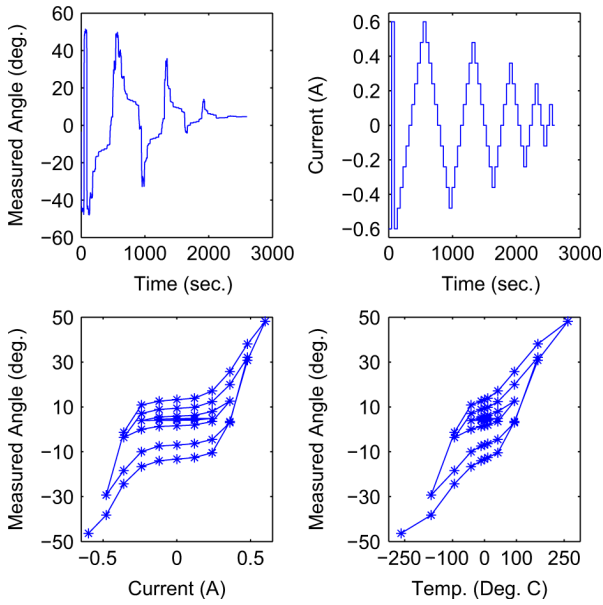 Measured Angle (deg.)
60
40
20
0
−20
−40
−60
0 1000 2000 3000
Time (sec.)
Current (A)
0.6
0.4
0.2
0
−0.2
−0.4
−0.6
0 1000 2000 3000
Time (sec.)
Measured Angle (deg.)
50
30
10
−10
−30
−50
−0.5 0 0.5
Current (A)
Measured Angle (deg.)
50
30
10
−10
−30
−50
−250 −100 0 100 250
Temp. (Deg. C)